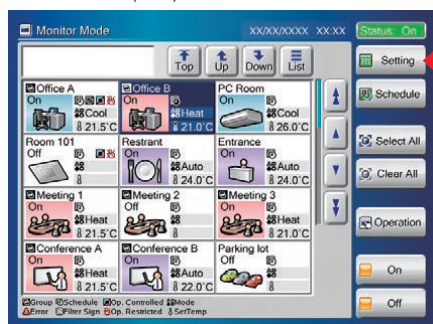 Monitor Mode
XX/XX/XXXX XX:XX
Status: On
Top
Up
Down
List
Setting
Schedule
Select All
Clear All
Operation
On
Off
Office A
On
Cool
21.5°C
Office B
On
Heat
21.0°C
PC Room
On
Cool
26.0°C
Room 101
Off
Restrant
On
Auto
24.0°C
Entrance
On
Auto
24.0°C
Meeting 1
On
Heat
21.5°C
Meeting 2
Off
Meeting 3
On
Heat
21.0°C
Conference A
On
Heat
21.5°C
Conference B
On
Auto
22.0°C
Parking lot
Off
Group Schedule Op. Controlled Mode
Error Filter Sign Op. Restricted SetTemp